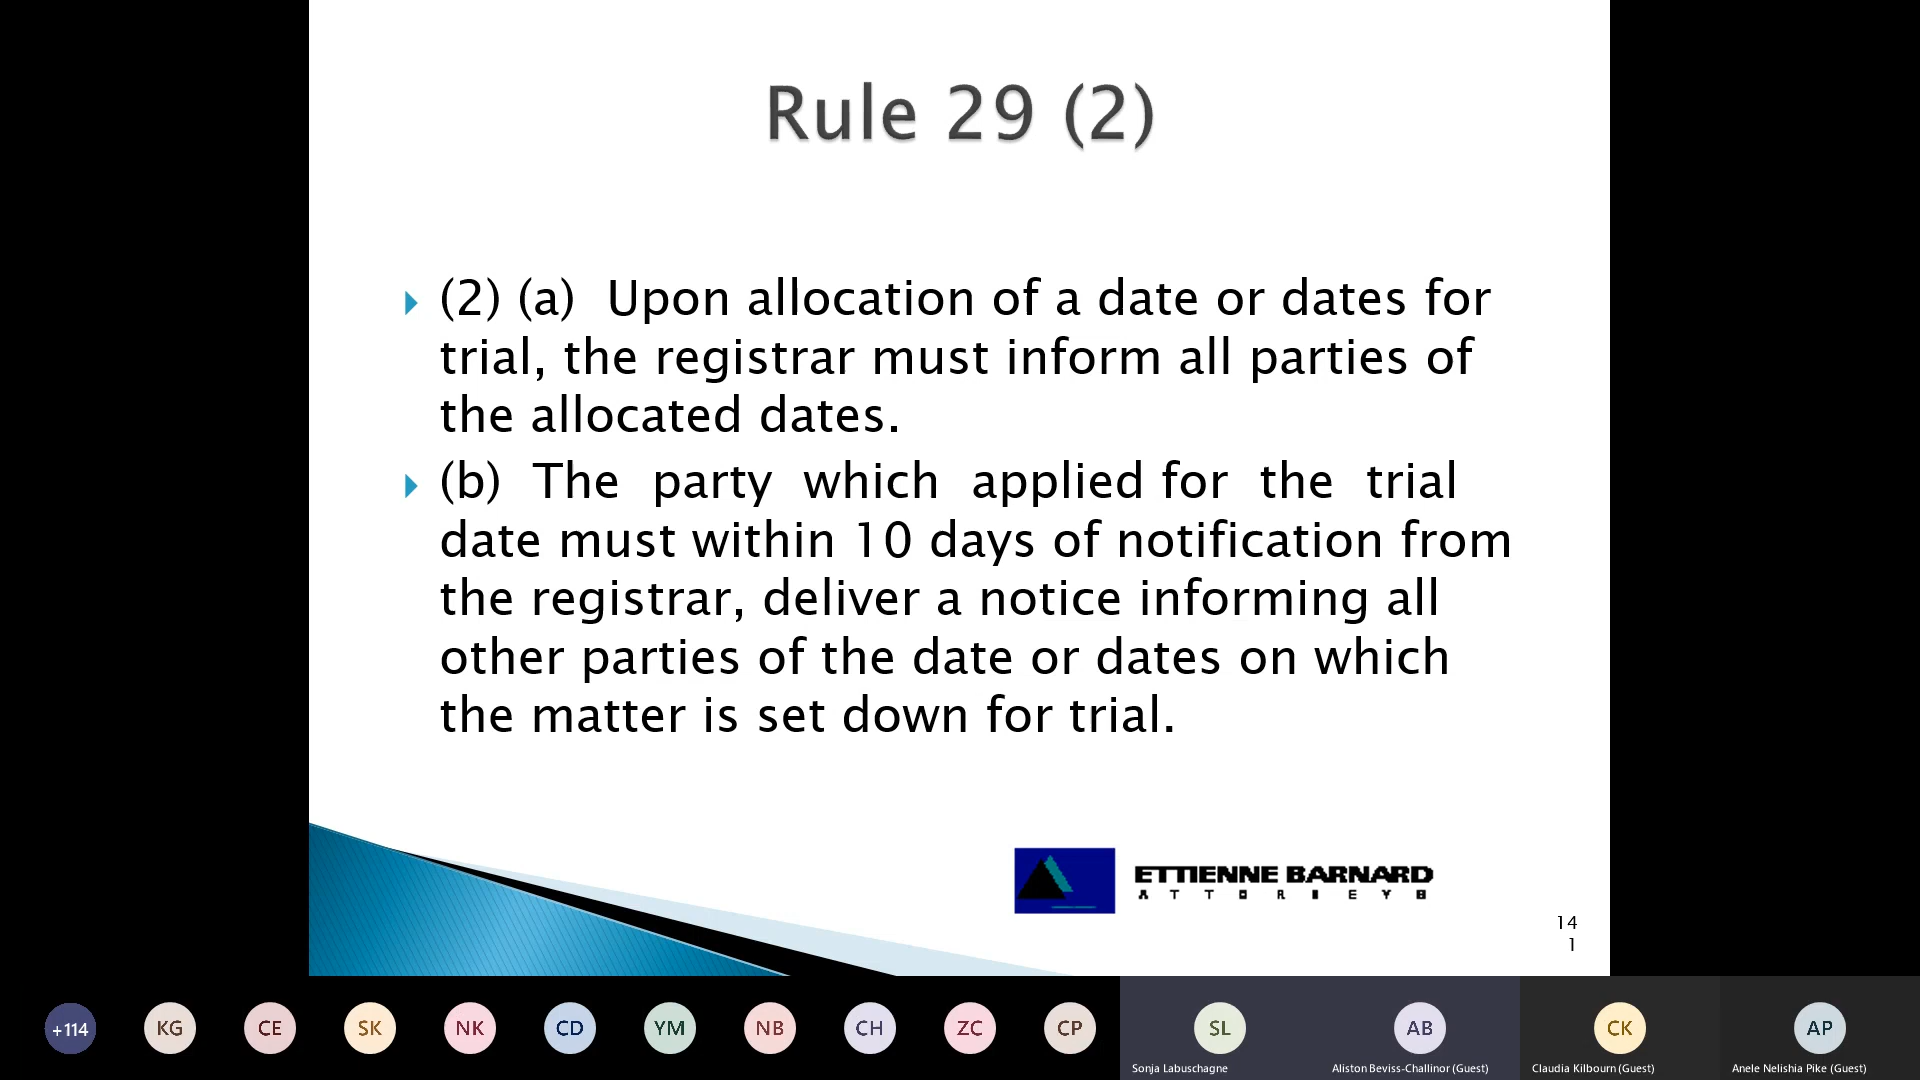 Rule 29 (2)
(2) (a) Upon allocation of a date or dates for
trial, the registrar must inform all parties of
the allocated dates.
(b) The party which applied for the trial
date must within 10 days of notification from
the registrar, deliver a notice informing all
other parties of the date or dates on which
the matter is set down for trial.
ETTIENNE BARNARD
ATTORNEYS
14
1
+114 KG CE SK NK CD YM NB CH ZC CP SL AB CK AP
Sonja Labuschagne Aliston Beviss-Challinor (Guest) Claudia Kilbourn (Guest) Anele Nelishia Pike (Guest)